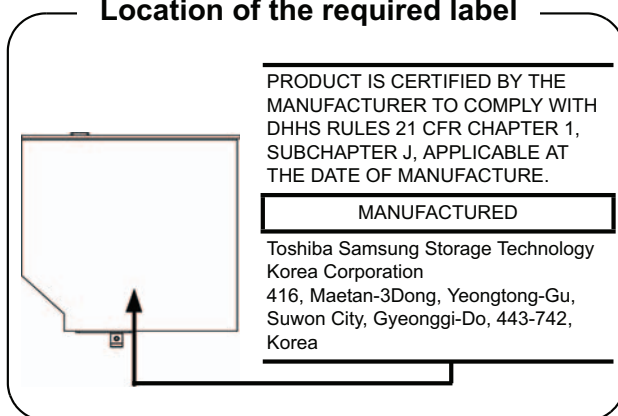 Location of the required label
PRODUCT IS CERTIFIED BY THE
MANUFACTURER TO COMPLY WITH
DHHS RULES 21 CFR CHAPTER 1,
SUBCHAPTER J, APPLICABLE AT
THE DATE OF MANUFACTURE.
MANUFACTURED
Toshiba Samsung Storage Technology
Korea Corporation
416, Maetan-3Dong, Yeongtong-Gu,
Suwon City, Gyeonggi-Do, 443-742,
Korea